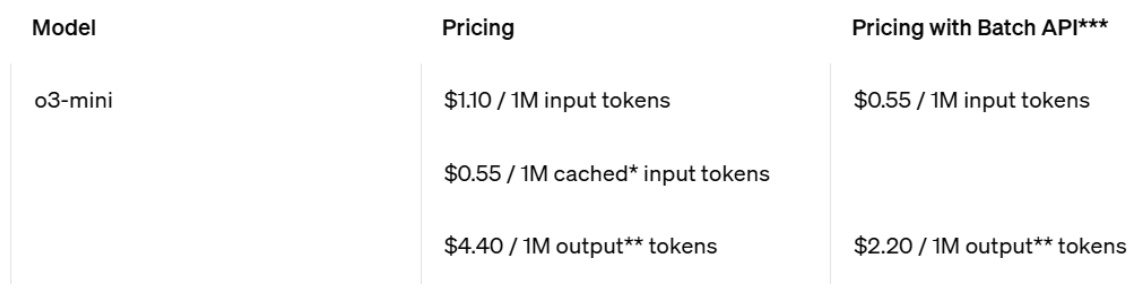 Model Pricing Pricing with Batch API***
o3-mini $1.10 / 1M input tokens $0.55 / 1M input tokens
$0.55 / 1M cached* input tokens
$4.40 / 1M output** tokens $2.20 / 1M output** tokens